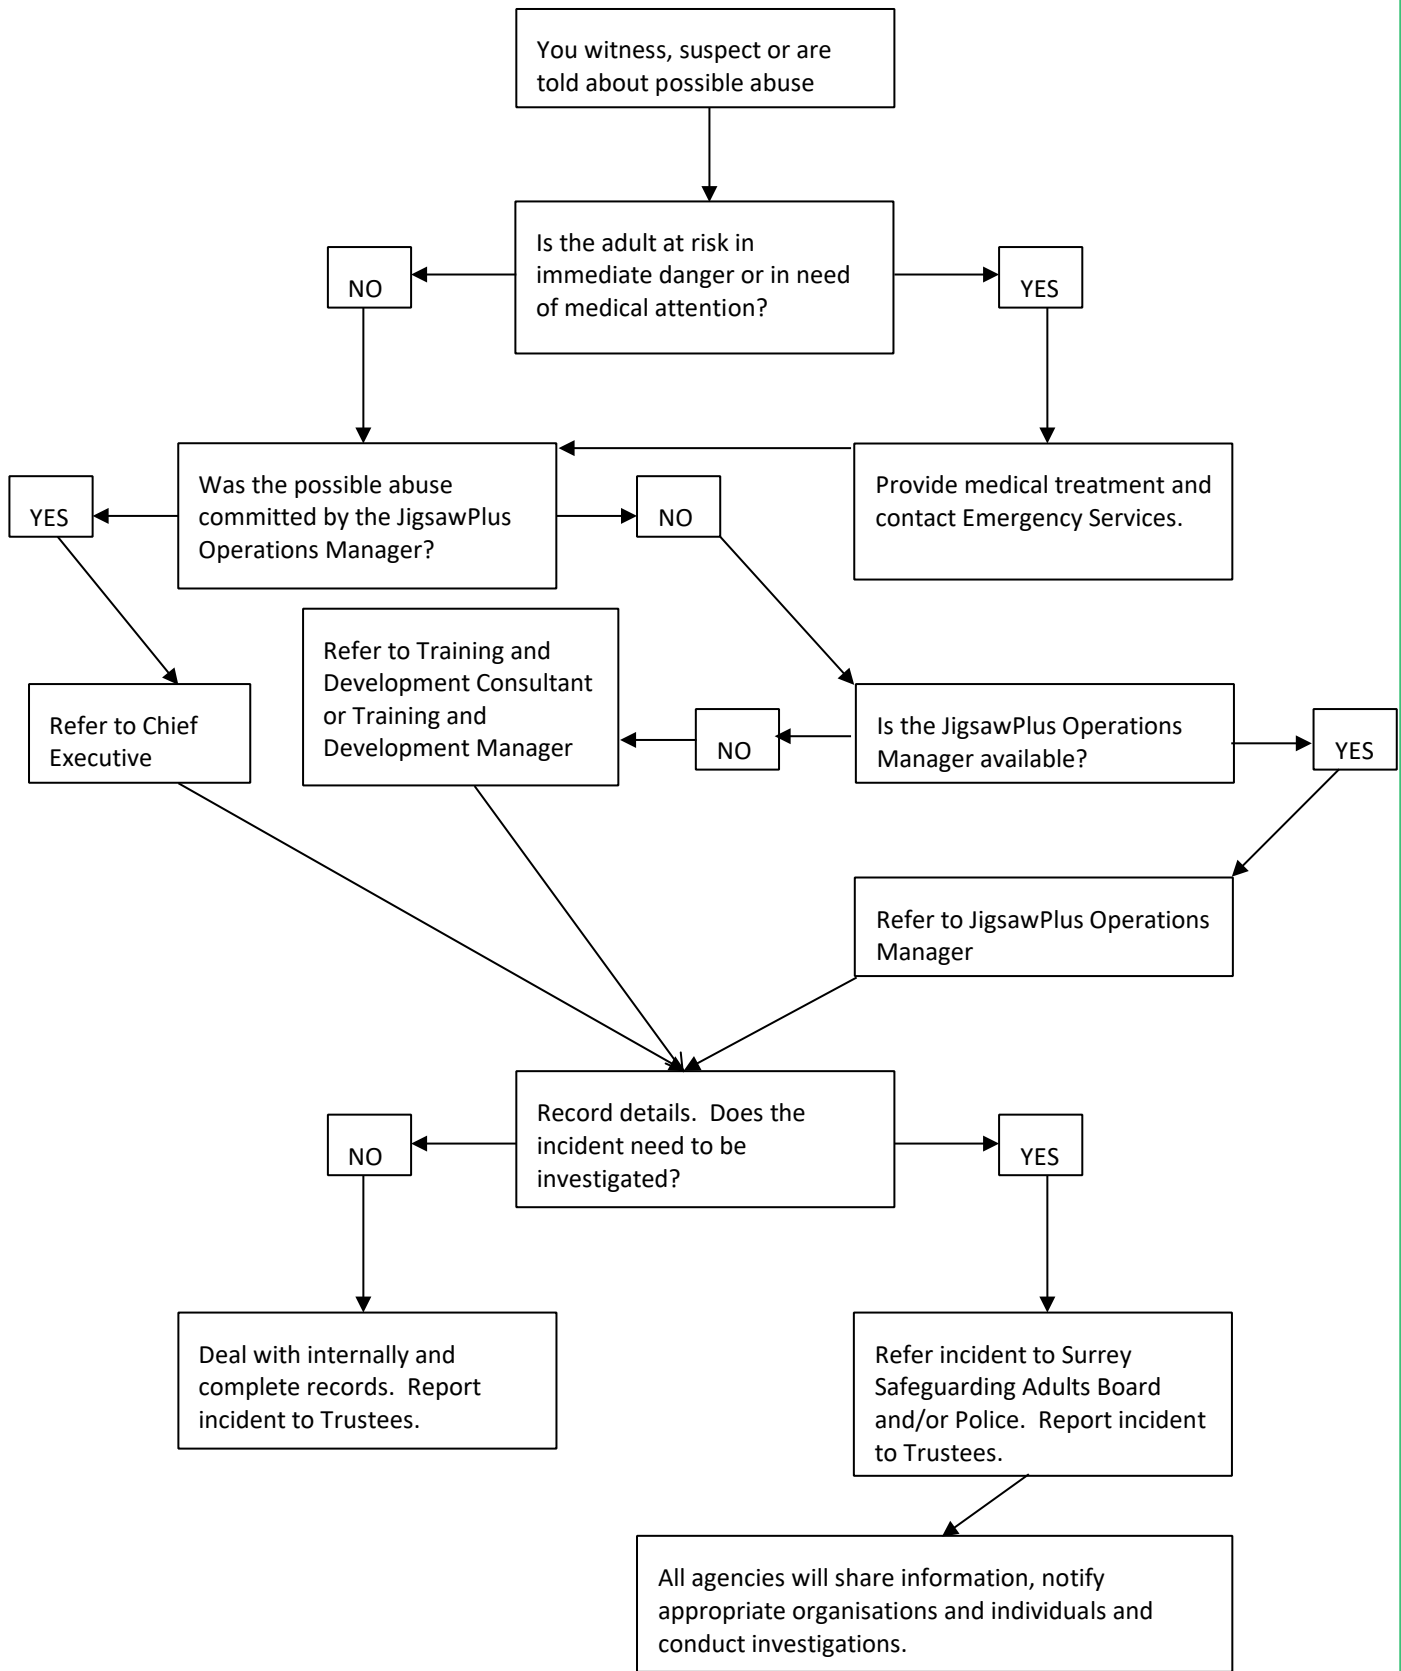 You witness, suspect or are
told about possible abuse
Is the adult at risk in
immediate danger or in need
of medical attention?
NO
YES
Was the possible abuse
committed by the JigsawPlus
Operations Manager?
Provide medical treatment and
contact Emergency Services.
YES
NO
Refer to Training and
Development Consultant
or Training and
Development Manager
Refer to Chief
Executive
NO
Is the JigsawPlus Operations
Manager available?
YES
Refer to JigsawPlus Operations
Manager
Record details.  Does the
incident need to be
investigated?
NO
YES
Deal with internally and
complete records.  Report
incident to Trustees.
Refer incident to Surrey
Safeguarding Adults Board
and/or Police.  Report incident
to Trustees.
All agencies will share information, notify
appropriate organisations and individuals and
conduct investigations.